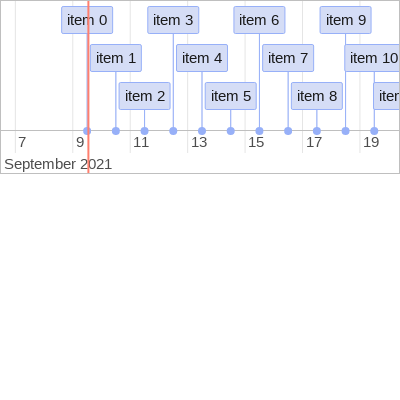 item 0 item 3 item 6 item 9
item 1 item 4 item 7 item 10
item 2 item 5 item 8
7 9 11 13 15 17 19
September 2021